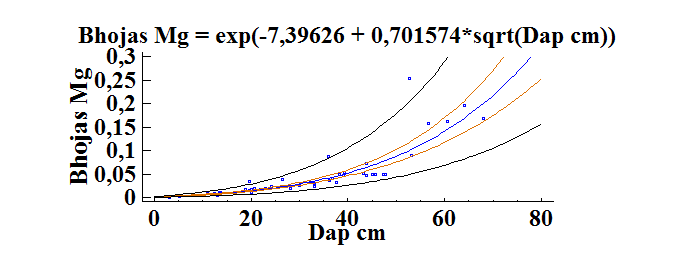 Bhojas Mg = exp(-7,39626 + 0,701574*sqrt(Dap cm))
Bhojas Mg
0,3
0,25
0,2
0,15
0,1
0,05
0
0 20 40 60 80
Dap cm